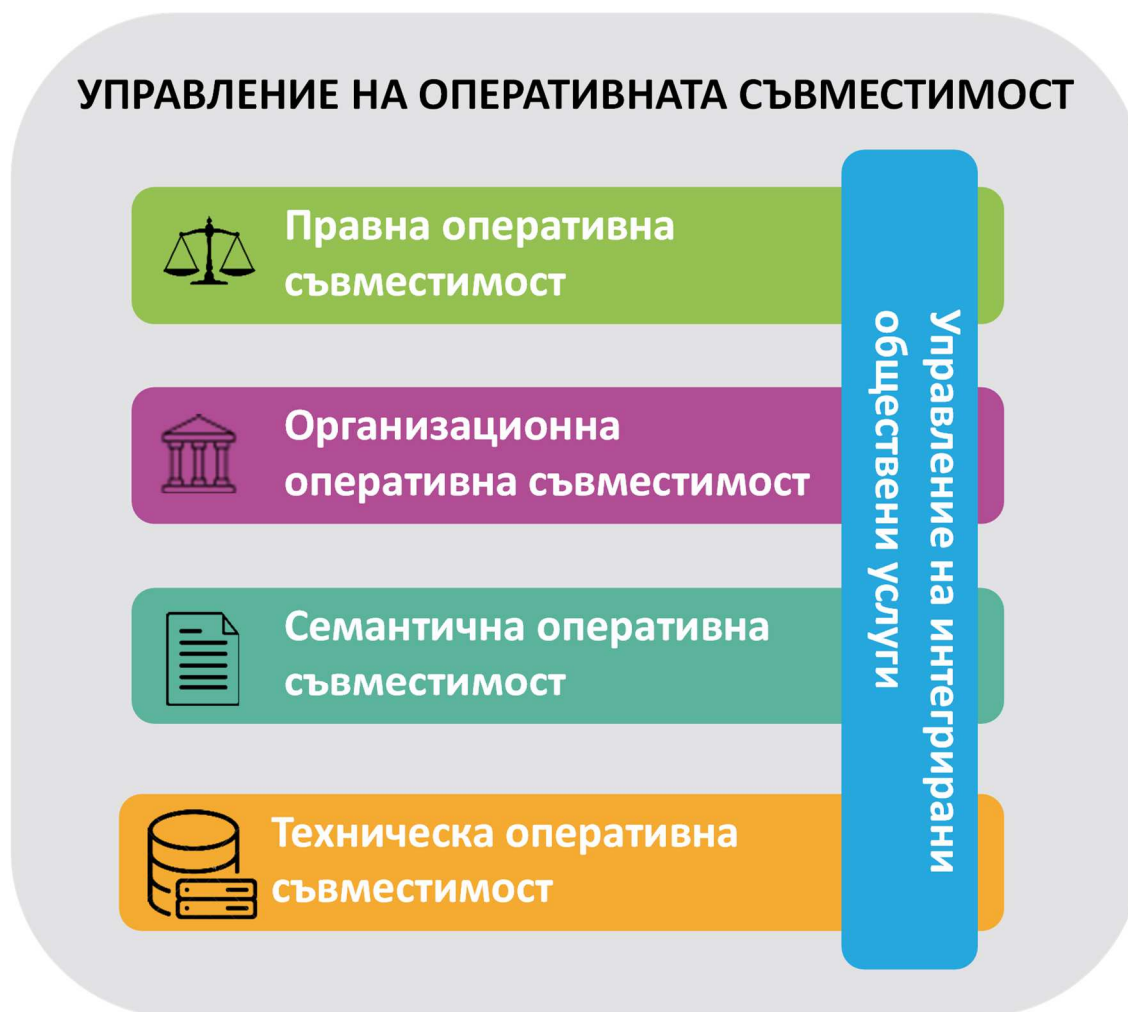 УПРАВЛЕНИЕ НА ОПЕРАТИВНАТА СЪВМЕСТИМОСТ
Правна оперативна
съвместимост
Организационна
оперативна съвместимост
Семантична оперативна
съвместимост
Техническа оперативна
съвместимост
Управление на интегрирани
обществени услуги